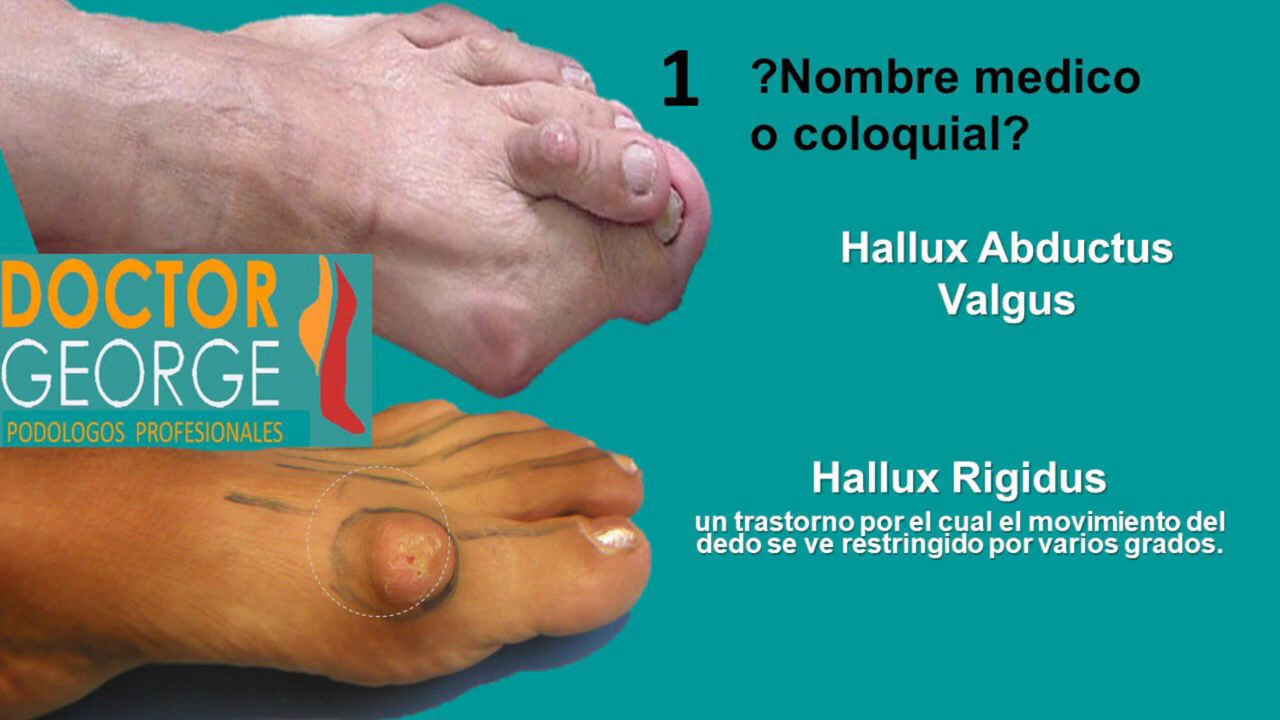 1
?Nombre medico
o coloquial?
Hallux Abductus
Valgus
DOCTOR
GEORGE
PODOLOGOS PROFESIONALES
Hallux Rigidus
un trastorno por el cual el movimiento del
dedo se ve restringido por varios grados.